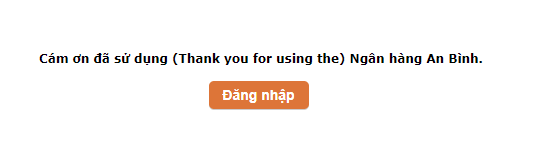 Cám ơn đã sử dụng (Thank you for using the) Ngân hàng An Bình.
Đăng nhập